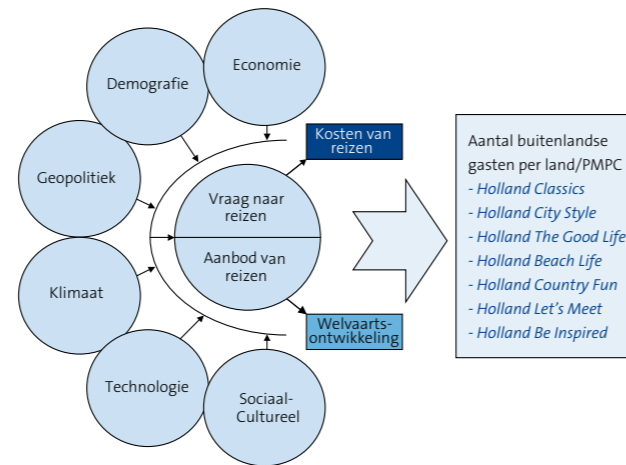 Economie
Demografie
Geopolitiek
Klimaat
Technologie
Sociaal-
Cultureel
Kosten van
reizen
Vraag naar
reizen
Aanbod van
reizen
Welvaarts-
ontwikkeling
Aantal buitenlandse
gasten per land/PMPC
- Holland Classics
- Holland City Style
- Holland The Good Life
- Holland Beach Life
- Holland Country Fun
- Holland Let's Meet
- Holland Be Inspired